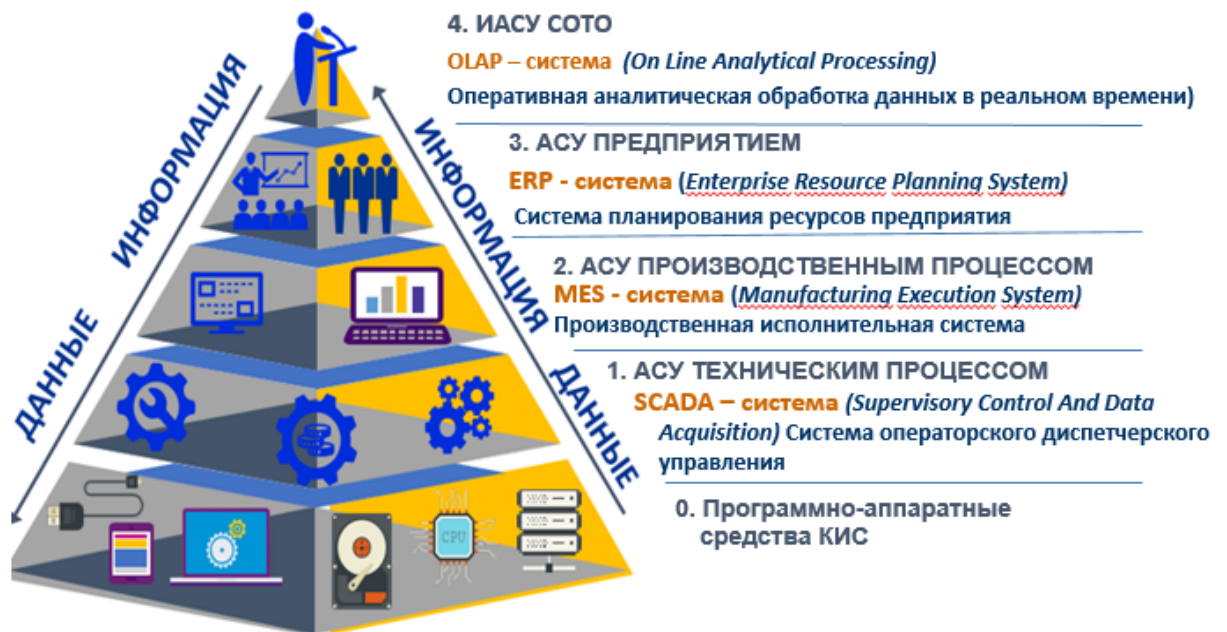 4. ИАСУ СОТО
OLAP – система (On Line Analytical Processing)
Оперативная аналитическая обработка данных в реальном времени)
3. АСУ ПРЕДПРИЯТИЕМ
ERP - система (Enterprise Resource Planning System)
Система планирования ресурсов предприятия
2. АСУ ПРОИЗВОДСТВЕННЫМ ПРОЦЕССОМ
MES - система (Manufacturing Execution System)
Производственная исполнительная система
1. АСУ ТЕХНИЧЕСКИМ ПРОЦЕССОМ
SCADA – система (Supervisory Control And Data
Acquisition) Система операторского диспетчерского
управления
0. Программно-аппаратные
средства КИС
ИНФОРМАЦИЯ
ДАННЫЕ
ИНФОРМАЦИЯ
ДАННЫЕ
CPU